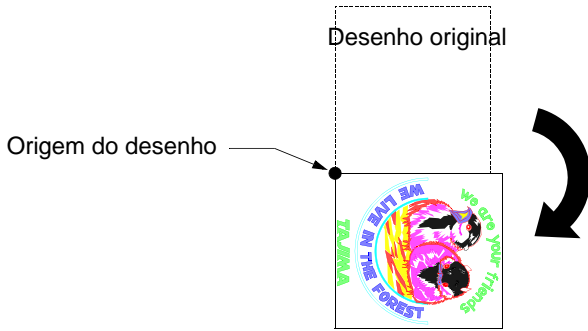 Desenho original
Origem do desenho
we are your friends
WE LIVE IN THE FOREST
TAJIMA